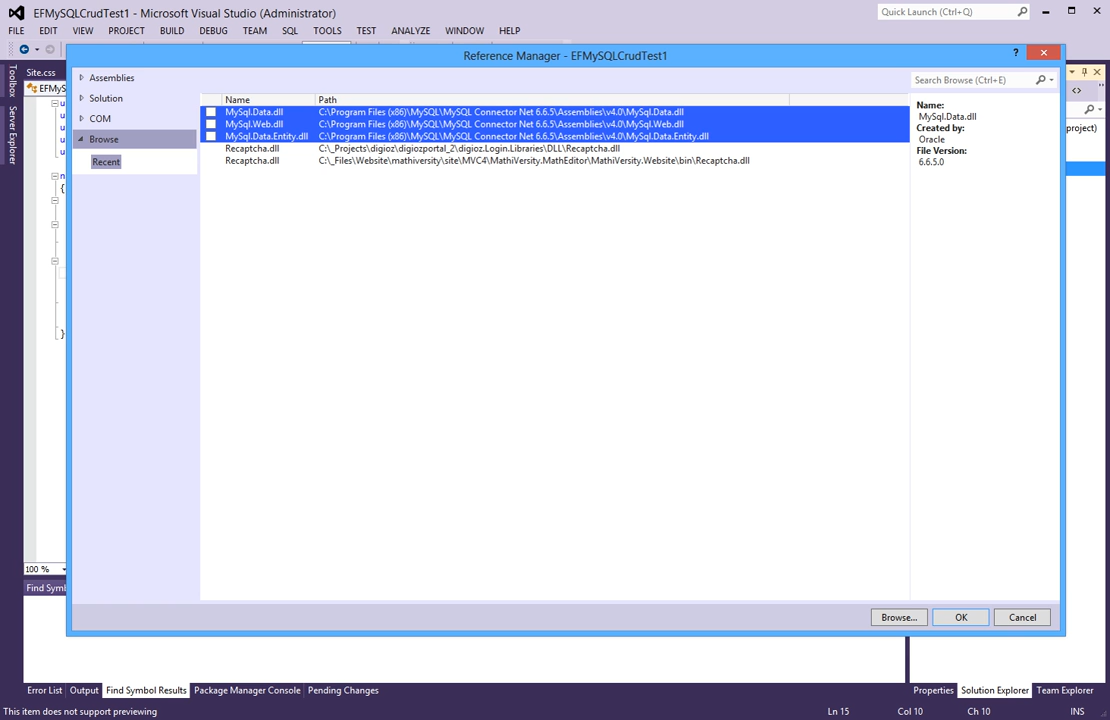 EFMySQLCrudTest1 - Microsoft Visual Studio (Administrator)
Quick Launch (Ctrl+Q)
FILE EDIT VIEW PROJECT BUILD DEBUG TEAM SQL TOOLS TEST ANALYZE WINDOW HELP
Reference Manager - EFMySQLCrudTest1
?
Toolbox
Server Explorer
Site.css
EFMyS
Assemblies
Solution
COM
Browse
Recent
Search Browse (Ctrl+E)
Name Path
MySql.Data.dll C:\Program Files (x86)\MySQL\MySQL Connector Net 6.6.5\Assemblies\v4.0\MySql.Data.dll
MySql.Web.dll C:\Program Files (x86)\MySQL\MySQL Connector Net 6.6.5\Assemblies\v4.0\MySql.Web.dll
MySql.Data.Entity.dll C:\Program Files (x86)\MySQL\MySQL Connector Net 6.6.5\Assemblies\v4.0\MySql.Data.Entity.dll
Recaptcha.dll C:\_Projects\digioz\digiozportal_2\digioz.Login.Libraries\DLL\Recaptcha.dll
Recaptcha.dll C:\_Files\Website\mathiversity\site\MVC4\MathiVersity.MathEditor\MathiVersity.Website\bin\Recaptcha.dll
Name:
MySql.Data.dll
Created by:
Oracle
File Version:
6.6.5.0
project)
u
u
u
u
n
{
}
100 %
Find Symb
Browse... OK Cancel
Error List Output Find Symbol Results Package Manager Console Pending Changes
Properties Solution Explorer Team Explorer
This item does not support previewing
Ln 15 Col 10 Ch 10 INS